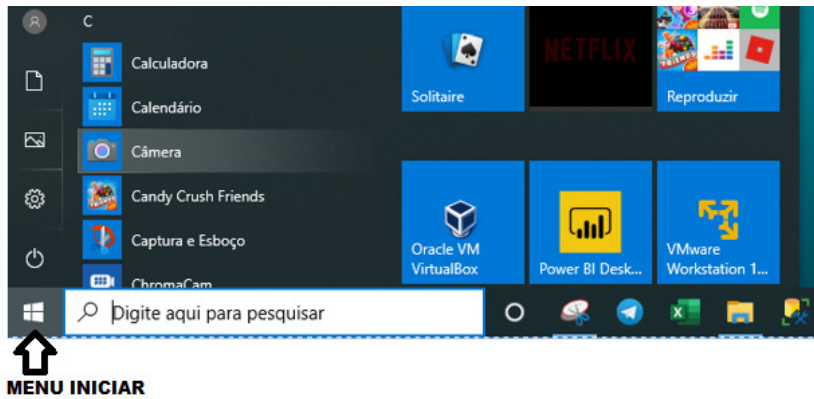 C
Calculadora
Calendário
Câmera
Candy Crush Friends
Captura e Esboço
ChromaCam
Solitaire
NETFLIX
Reproduzir
Oracle VM
VirtualBox
Power BI Desk...
VMware
Workstation 1...
Digite aqui para pesquisar
MENU INICIAR